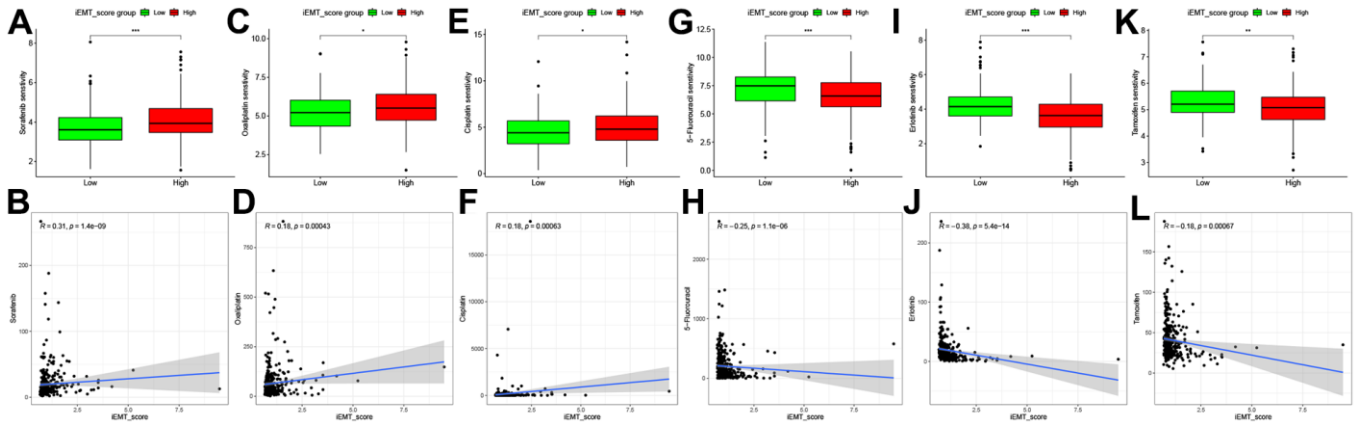 A
iEMT_score group Low High
***
Sorafenib senstivity
8
6
4
2
Low High
C
iEMT_score group Low High
*
Oxaliplatin senstivity
10.0
7.5
5.0
2.5
Low High
E
iEMT_score group Low High
*
Cisplatin senstivity
15
10
5
0
Low High
G
iEMT_score group Low High
***
5-Fluorouracil senstivity
10.0
7.5
5.0
2.5
0.0
Low High
I
iEMT_score group Low High
***
Erlotinib senstivity
8
6
4
2
0
Low High
K
iEMT_score group Low High
**
Tamoxifen senstivity
8
7
6
5
4
3
2
Low High
B
R = 0.31, p = 1.4e-09
Sorafenib
200
100
0
2.5 5.0 7.5
iEMT_score
D
R = 0.18, p = 0.00043
Oxaliplatin
750
500
250
0
2.5 5.0 7.5
iEMT_score
F
R = 0.18, p = 0.00063
Cisplatin
15000
10000
5000
0
2.5 5.0 7.5
iEMT_score
H
R = -0.25, p = 1.1e-06
5-Fluorouracil
2000
1000
0
2.5 5.0 7.5
iEMT_score
J
R = -0.38, p = 5.4e-14
Erlotinib
200
100
0
2.5 5.0 7.5
iEMT_score
L
R = -0.18, p = 0.00067
Tamoxifen
150
100
50
0
2.5 5.0 7.5
iEMT_score